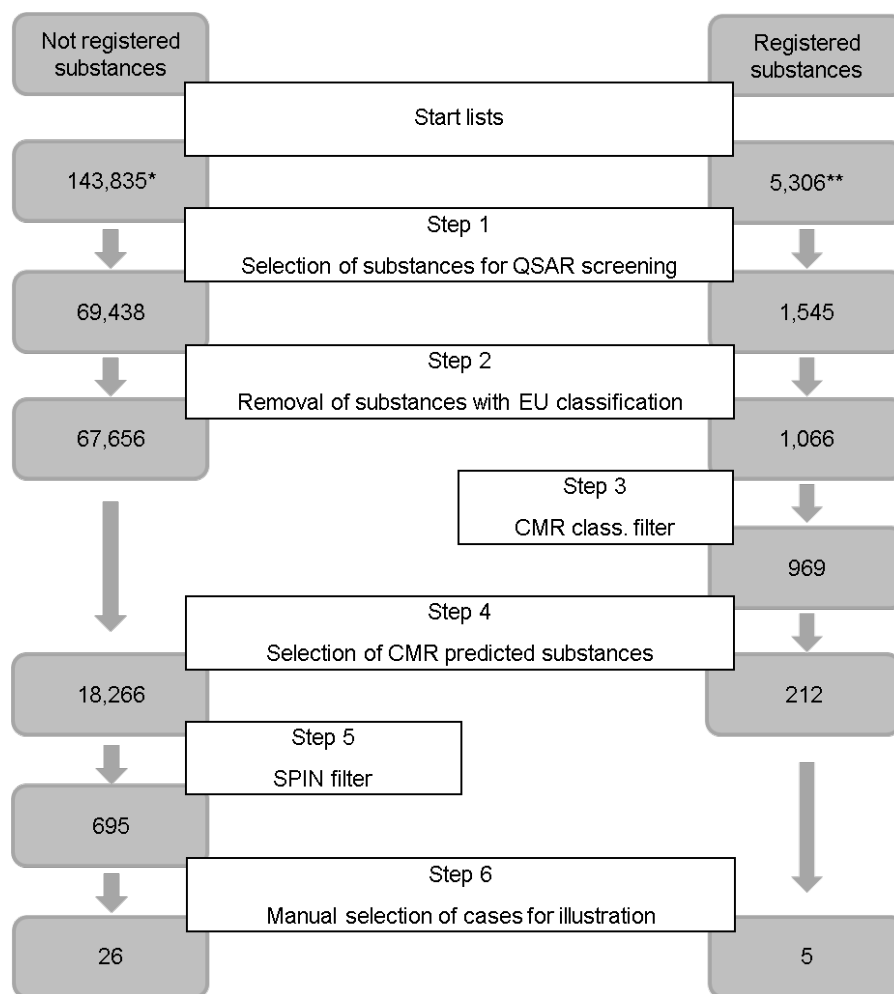 Not registered
substances
Registered
substances
Start lists
143,835*
5,306**
Step 1
Selection of substances for QSAR screening
69,438
1,545
Step 2
Removal of substances with EU classification
67,656
1,066
Step 3
CMR class. filter
969
Step 4
Selection of CMR predicted substances
18,266
212
Step 5
SPIN filter
695
Step 6
Manual selection of cases for illustration
26
5